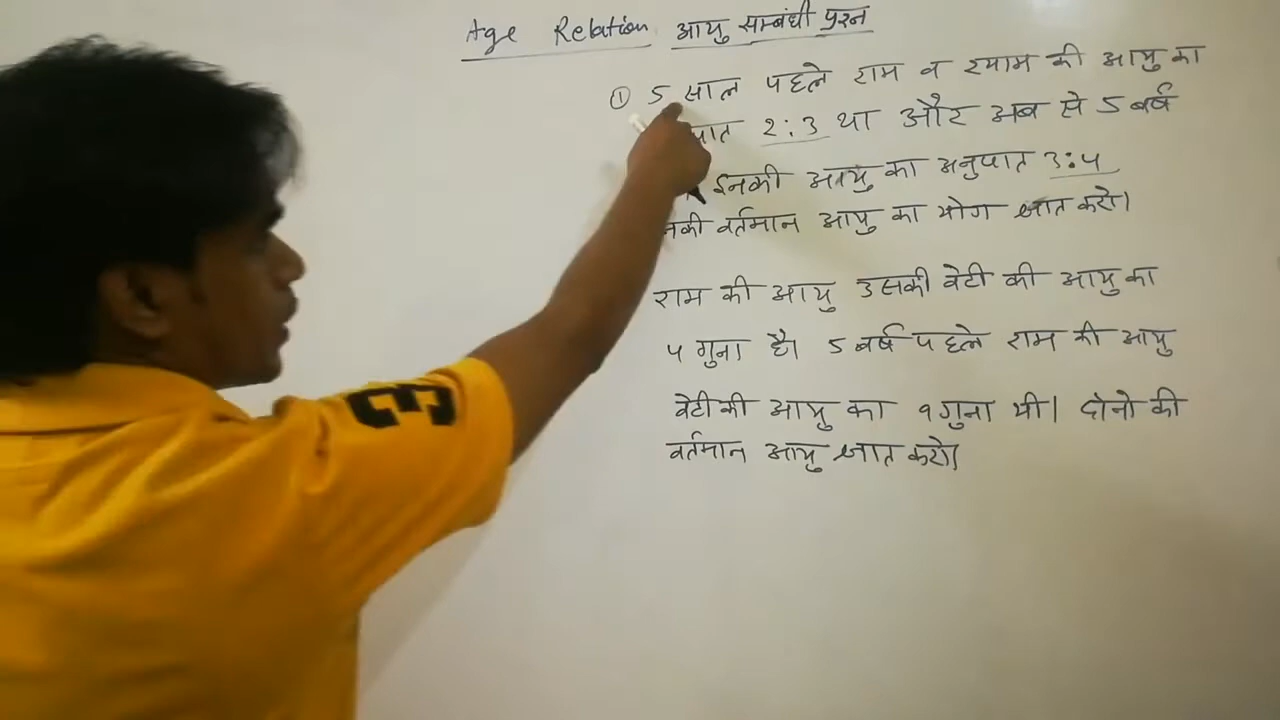 Age Relation आयु सम्बंधी प्रश्न
① 5 साल पहले राम व श्याम की आयु का
पात 2:3 था और अब से 5 वर्ष
इनकी आयु का अनुपात 3:4
नकी वर्तमान आयु का योग ज्ञात करो।
राम की आयु उसकी बेटी की आयु का
4 गुना है। 5 वर्ष पहले राम की आयु
बेटी की आयु का 9 गुना थी। दोनो की
वर्तमान आयु ज्ञात करो।